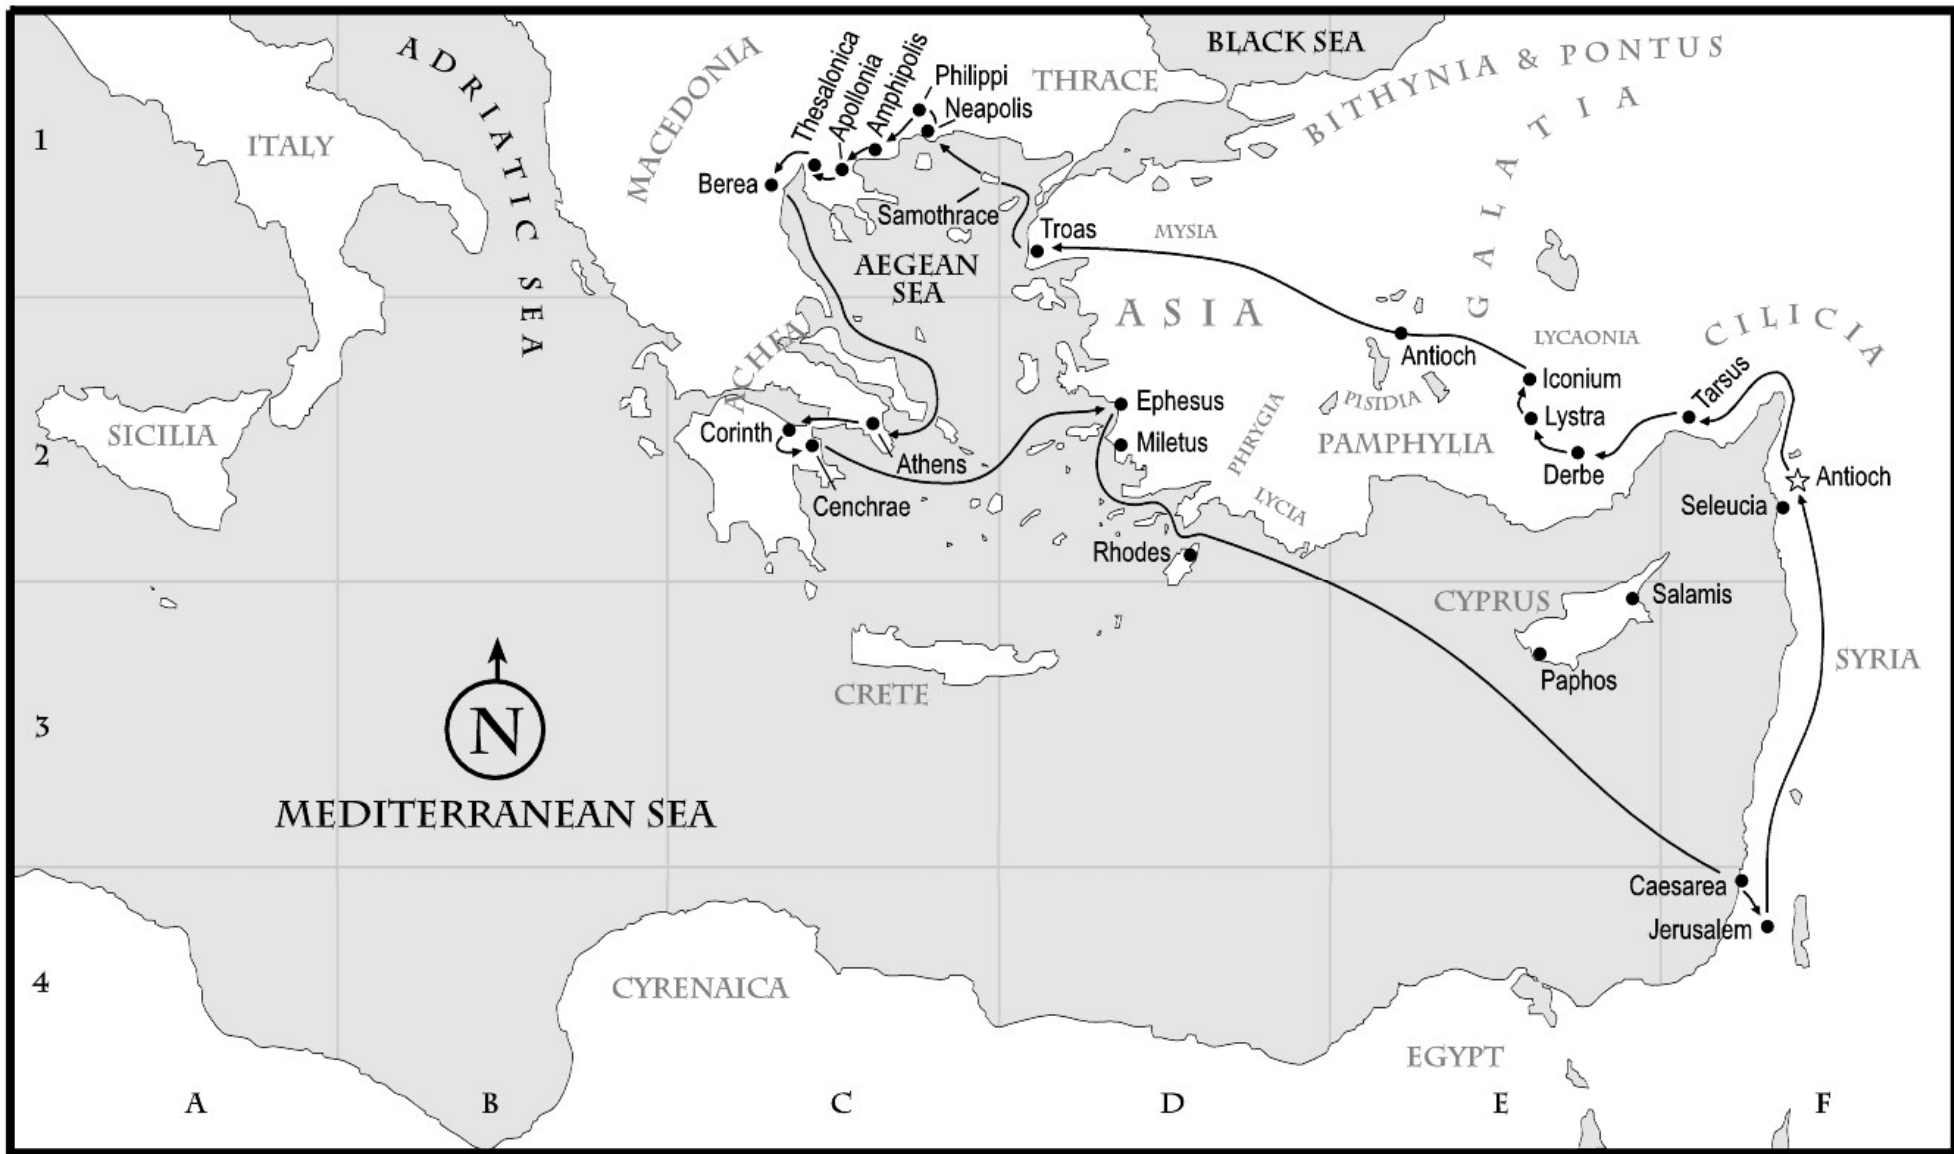 ADRIATIC SEA
BLACK SEA
BITHYNIA & PONTUS
MACEDONIA
Thesalonica
Apollonia
Amphipolis
Philippi
Neapolis
THRACE
GALATIA
1
ITALY
Berea
Samothrace
Troas
MYSIA
AEGEAN
SEA
ASIA
LYCAONIA
CILICIA
ACHEA
Antioch
Iconium
Tarsus
PISIDIA
Ephesus
Lystra
SICILIA
Corinth
Miletus
PHRYGIA
PAMPHYLIA
2
Athens
Derbe
Antioch
Cenchrae
LYCIA
Seleucia
Rhodes
CYPRUS
Salamis
SYRIA
Paphos
CRETE
N
3
MEDITERRANEAN SEA
Caesarea
Jerusalem
4
CYRENAICA
EGYPT
A B C D E F